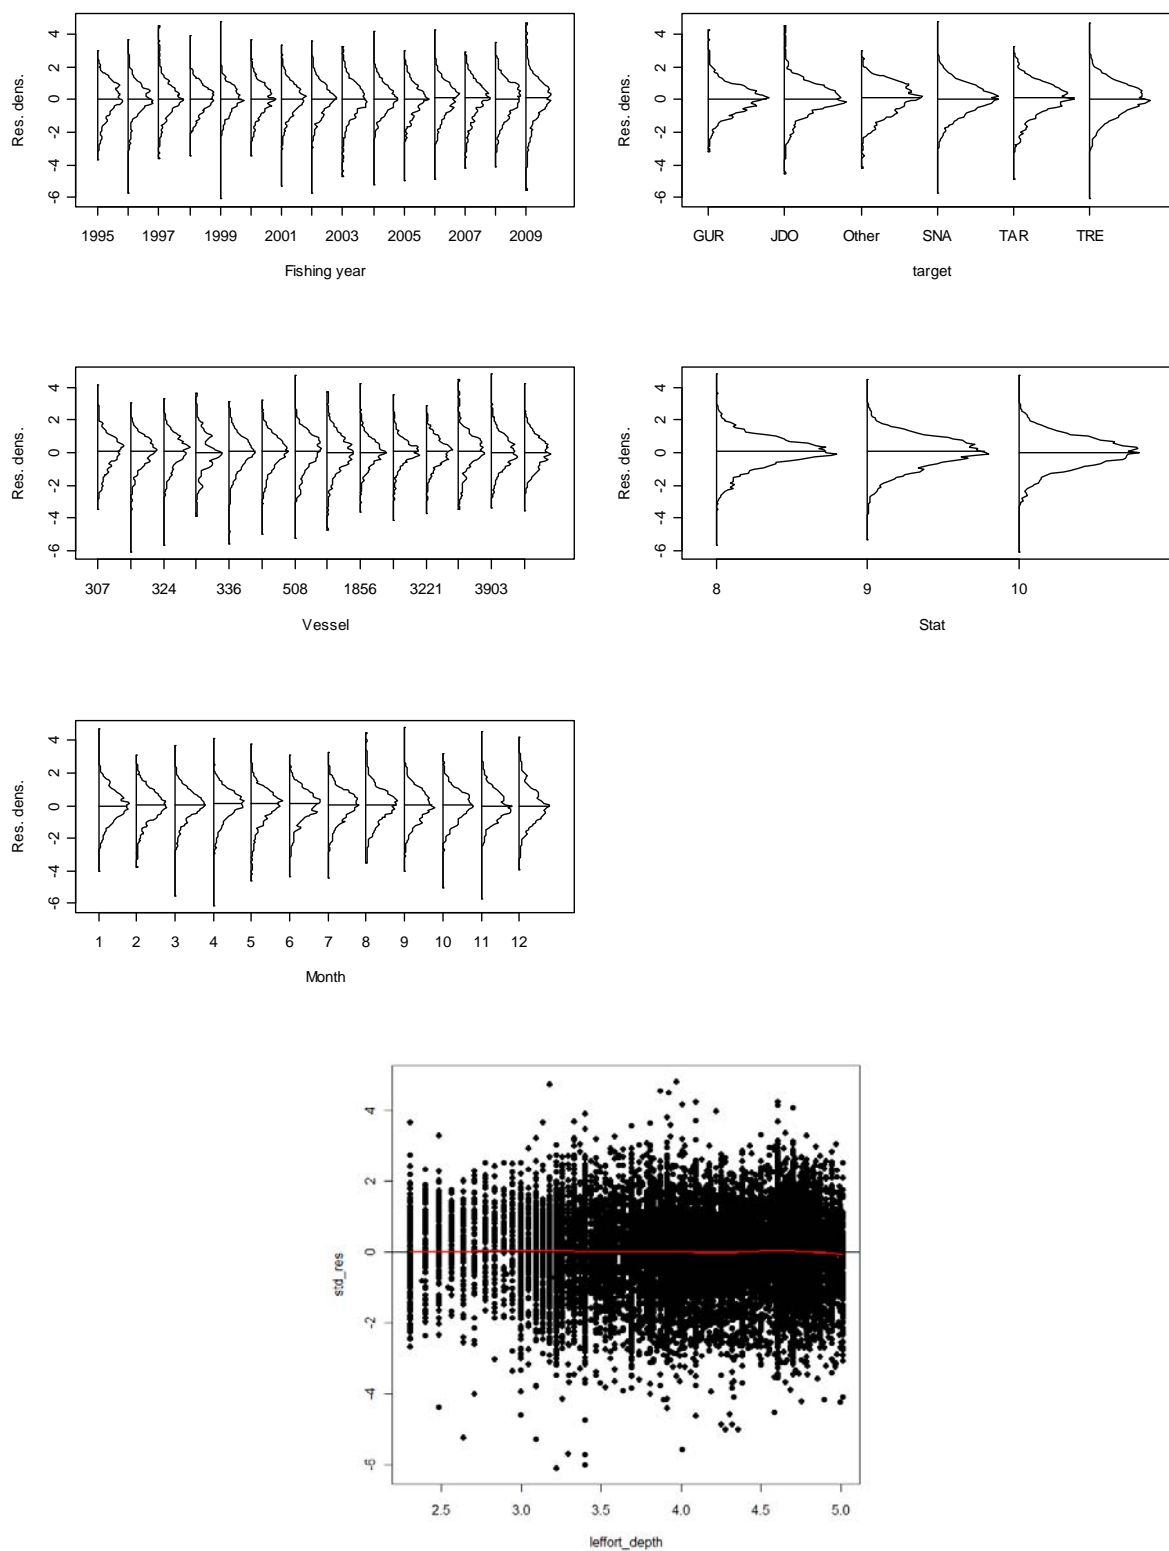 4
2
0
-2
-4
-6
Res. dens.
1995 1997 1999 2001 2003 2005 2007 2009
Fishing year
4
2
0
-2
-4
-6
Res. dens.
GUR JDO Other SNA TAR TRE
target
4
2
0
-2
-4
-6
Res. dens.
307 324 336 508 1856 3221 3903
Vessel
4
2
0
-2
-4
-6
Res. dens.
8 9 10
Stat
4
2
0
-2
-4
-6
Res. dens.
1 2 3 4 5 6 7 8 9 10 11 12
Month
4
2
0
-2
-4
-6
std_res
2.5 3.0 3.5 4.0 4.5 5.0
leffort_depth